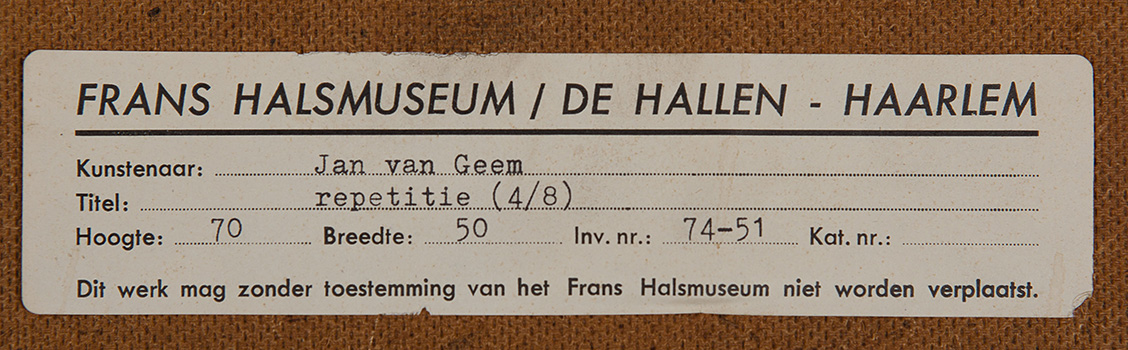 FRANS HALSMUSEUM / DE HALLEN - HAARLEM
Kunstenaar: Jan van Geem
Titel: repetitie (4/8)
Hoogte: 70 Breedte: 50 Inv. nr.: 74-51 Kat. nr.:
Dit werk mag zonder toestemming van het Frans Halsmuseum niet worden verplaatst.